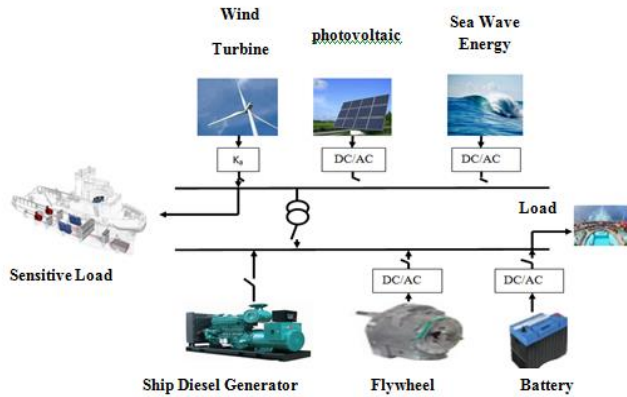 Wind
Turbine
photovoltaic
Sea Wave
Energy
Ka
DC/AC
DC/AC
Load
Sensitive Load
DC/AC
DC/AC
Ship Diesel Generator
Flywheel
Battery